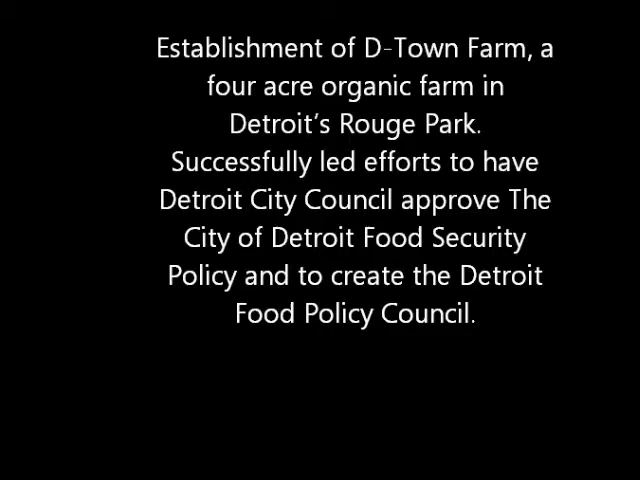 Establishment of D-Town Farm, a
four acre organic farm in
Detroit‘s Rouge Park.
Successfully led efforts to have
Detroit City Council approve The
City of Detroit Food Security
Policy and to create the Detroit
Food Policy Council.